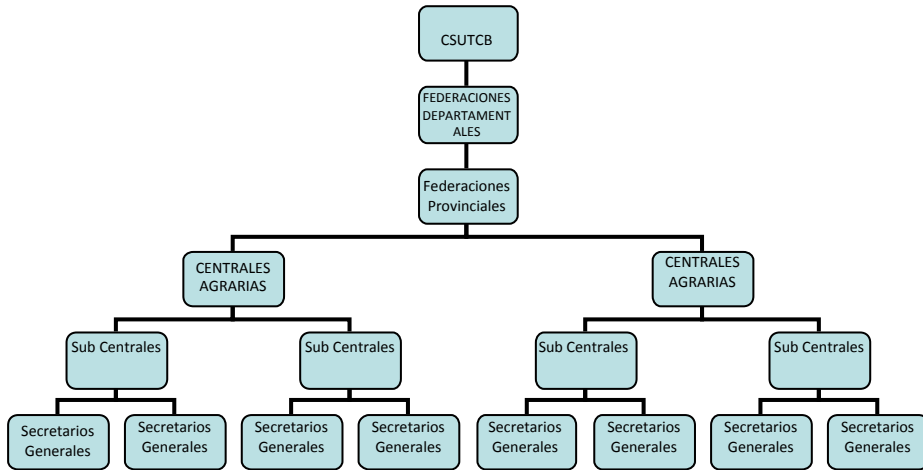 CSUTCB
FEDERACIONES
DEPARTAMENT
ALES
Federaciones
Provinciales
CENTRALES
AGRARIAS
CENTRALES
AGRARIAS
Sub Centrales
Sub Centrales
Sub Centrales
Sub Centrales
Secretarios
Generales
Secretarios
Generales
Secretarios
Generales
Secretarios
Generales
Secretarios
Generales
Secretarios
Generales
Secretarios
Generales
Secretarios
Generales